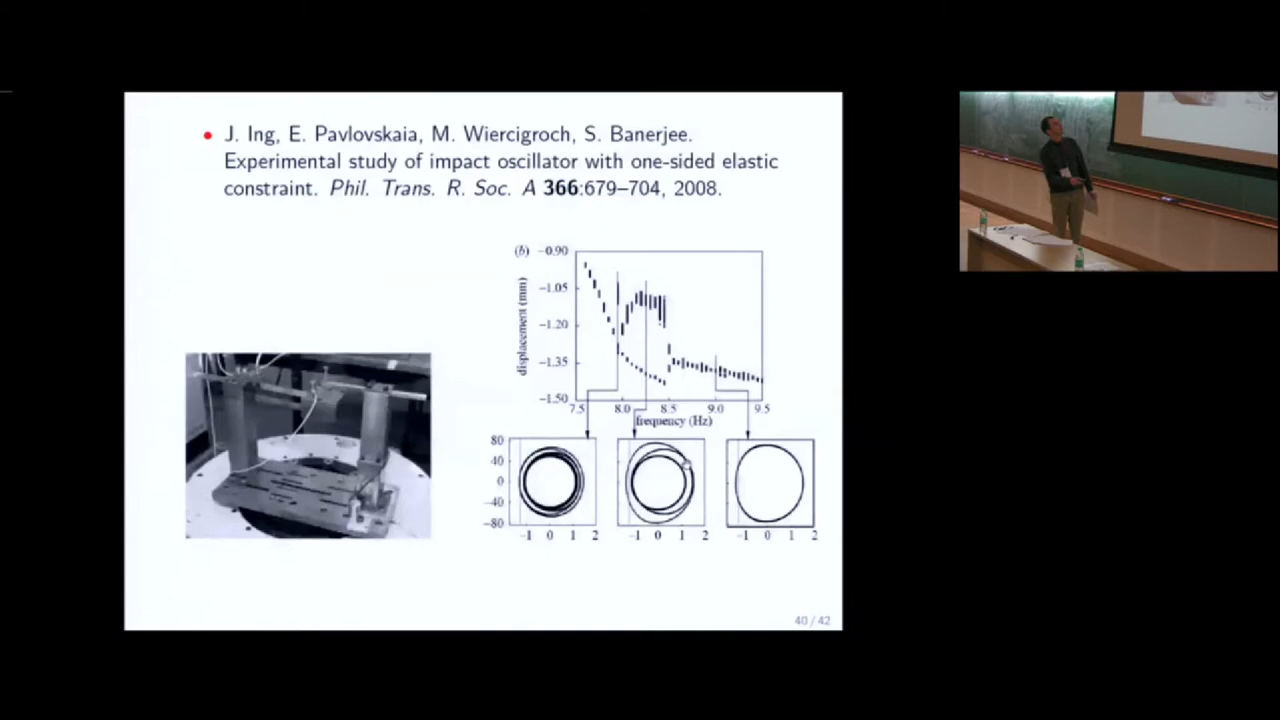 J. Ing, E. Pavlovskaia, M. Wiercigroch, S. Banerjee.
Experimental study of impact oscillator with one-sided elastic
constraint. Phil. Trans. R. Soc. A 366:679–704, 2008.
(b)
−0.90
−1.05
−1.20
−1.35
−1.50
displacement (mm)
7.5 8.0 8.5 9.0 9.5
frequency (Hz)
80
40
0
−40
−80
−1 0 1 2 −1 0 1 2 −1 0 1 2
40 / 42